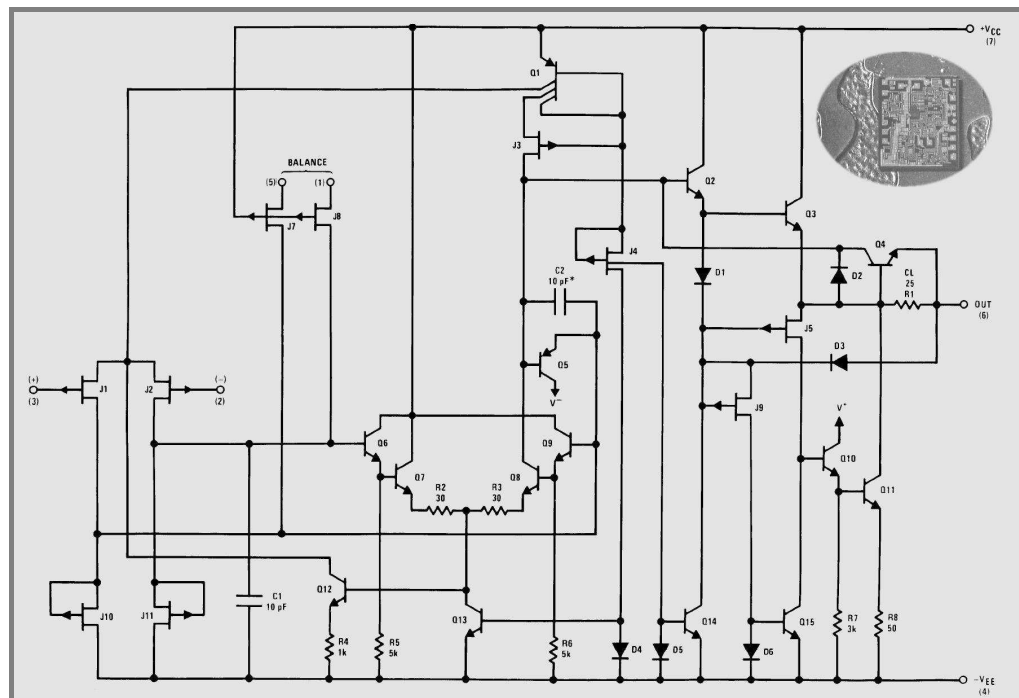 +VCC
(7)
Q1
J3
BALANCE
(5) (1)
J7 J8
Q2
Q3
Q4
J4
C2
10 pF*
D1
D2
CL
25
R1
OUT
(6)
J5
Q5
V−
D3
(+)
(3)
J1 J2
(−)
(2)
J9
V+
Q6
Q9
Q7
Q8
Q10
Q11
R2
30
R3
30
C1
10 pF
Q12
Q13
J10 J11
R4
1k
R5
5k
R6
5k
D4 D5
Q14
D6
Q15
R7
3k
R8
50
−VEE
(4)